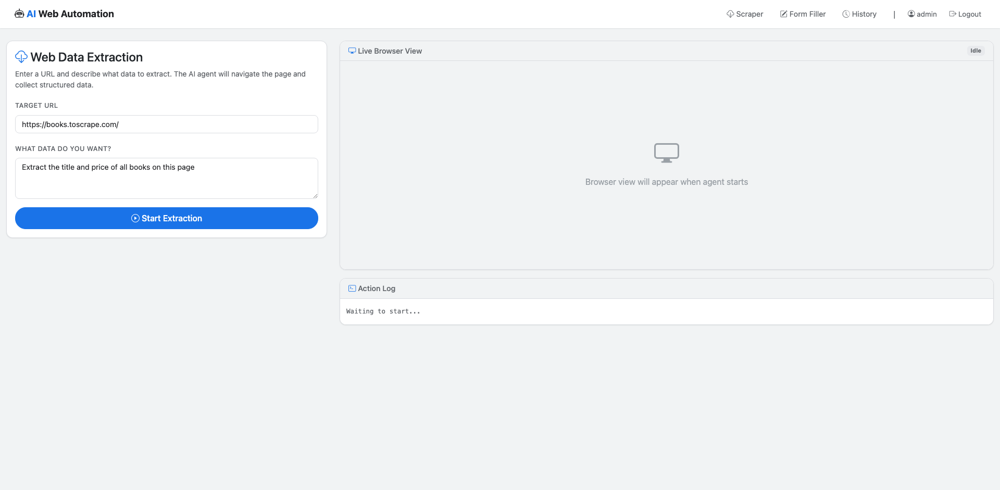 AI Web Automation
Scraper
Form Filler
History
|
admin
Logout
Web Data Extraction
Enter a URL and describe what data to extract. The AI agent will navigate the page and
collect structured data.
TARGET URL
https://books.toscrape.com/
WHAT DATA DO YOU WANT?
Extract the title and price of all books on this page
Start Extraction
Live Browser View
Idle
Browser view will appear when agent starts
Action Log
Waiting to start...